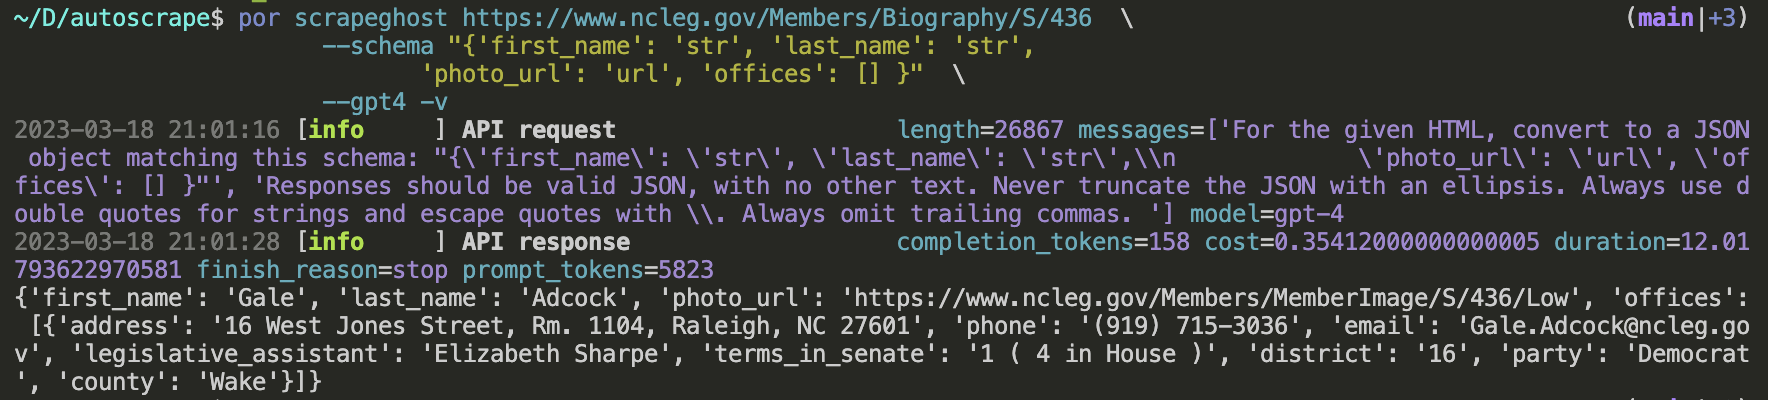 ~/D/autoscrape$ por scrapeghost https://www.ncleg.gov/Members/Biography/S/436  \ (main|+3)
--schema "{'first_name': 'str', 'last_name': 'str',
'photo_url': 'url', 'offices': [] }"  \
--gpt4 -v
2023-03-18 21:01:16 [info     ] API request                    length=26867 messages=['For the given HTML, convert to a JSON
 object matching this schema: "{\'first_name\': \'str\', \'last_name\': \'str\',\\n             \'photo_url\': \'url\', \'of
fices\': [] }"', 'Responses should be valid JSON, with no other text. Never truncate the JSON with an ellipsis. Always use d
ouble quotes for strings and escape quotes with \\. Always omit trailing commas. '] model=gpt-4
2023-03-18 21:01:28 [info     ] API response                   completion_tokens=158 cost=0.35412000000000005 duration=12.01
793622970581 finish_reason=stop prompt_tokens=5823
{'first_name': 'Gale', 'last_name': 'Adcock', 'photo_url': 'https://www.ncleg.gov/Members/MemberImage/S/436/Low', 'offices':
 [{'address': '16 West Jones Street, Rm. 1104, Raleigh, NC 27601', 'phone': '(919) 715-3036', 'email': 'Gale.Adcock@ncleg.go
v', 'legislative_assistant': 'Elizabeth Sharpe', 'terms_in_senate': '1 ( 4 in House )', 'district': '16', 'party': 'Democrat
', 'county': 'Wake'}]}